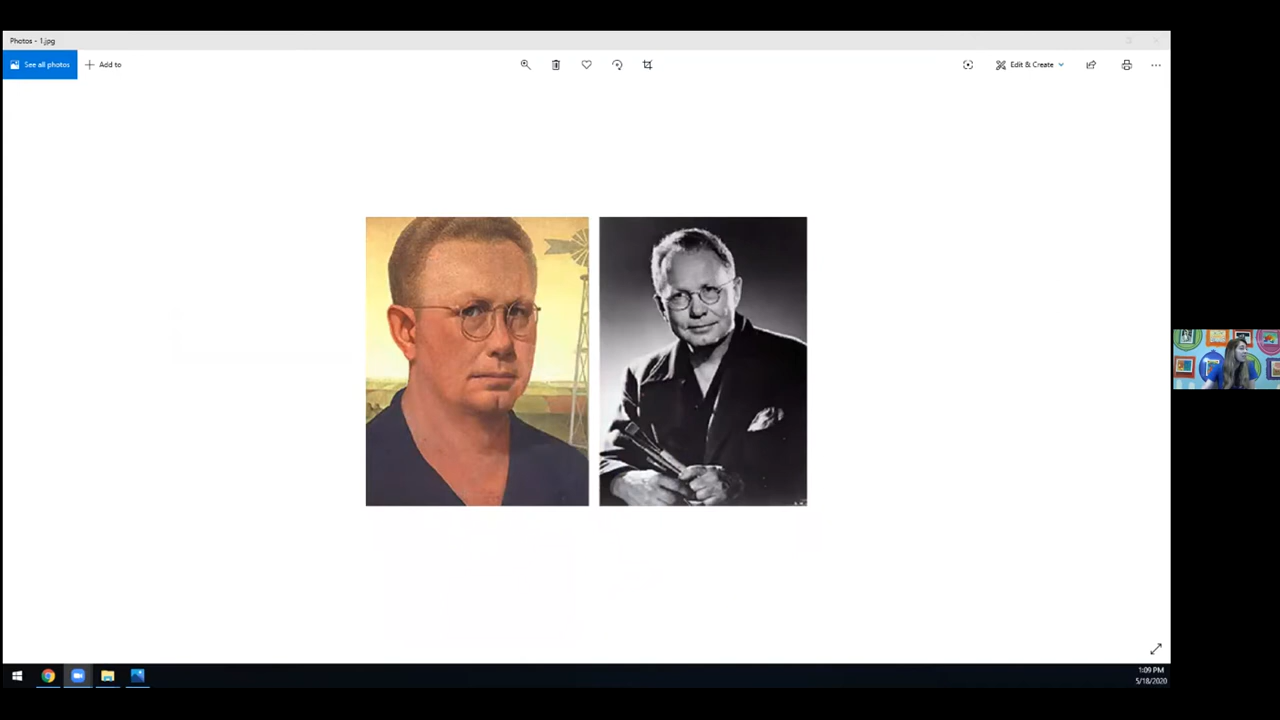 Photos - 1.jpg
See all photos
Add to
Edit & Create
1:09 PM
5/18/2020